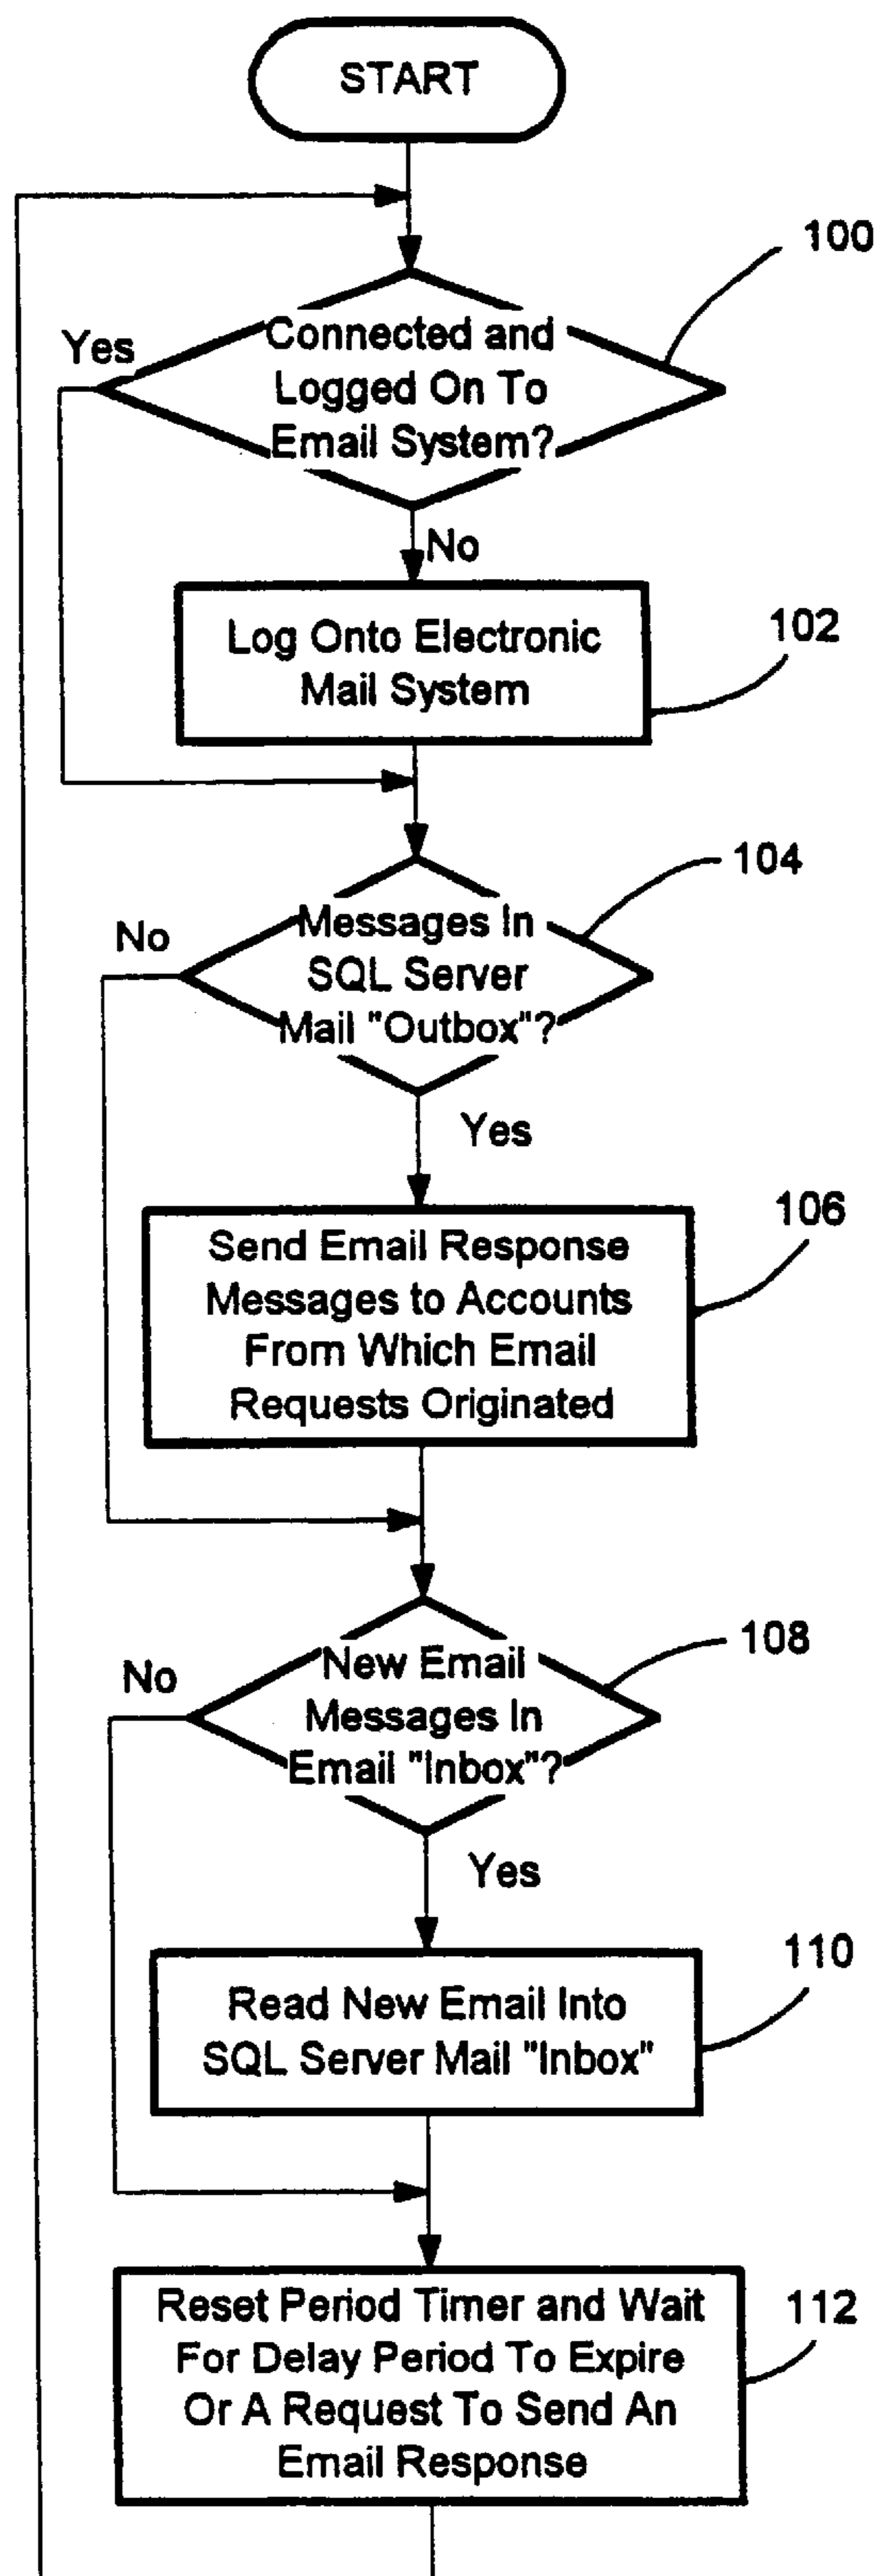 START
100
Yes
Connected and
Logged On To
Email System?
No
Log Onto Electronic
Mail System
102
104
No
Messages In
SQL Server
Mail "Outbox"?
Yes
106
Send Email Response
Messages to Accounts
From Which Email
Requests Originated
108
No
New Email
Messages In
Email "Inbox"?
Yes
110
Read New Email Into
SQL Server Mail "Inbox"
112
Reset Period Timer and Wait
For Delay Period To Expire
Or A Request To Send An
Email Response